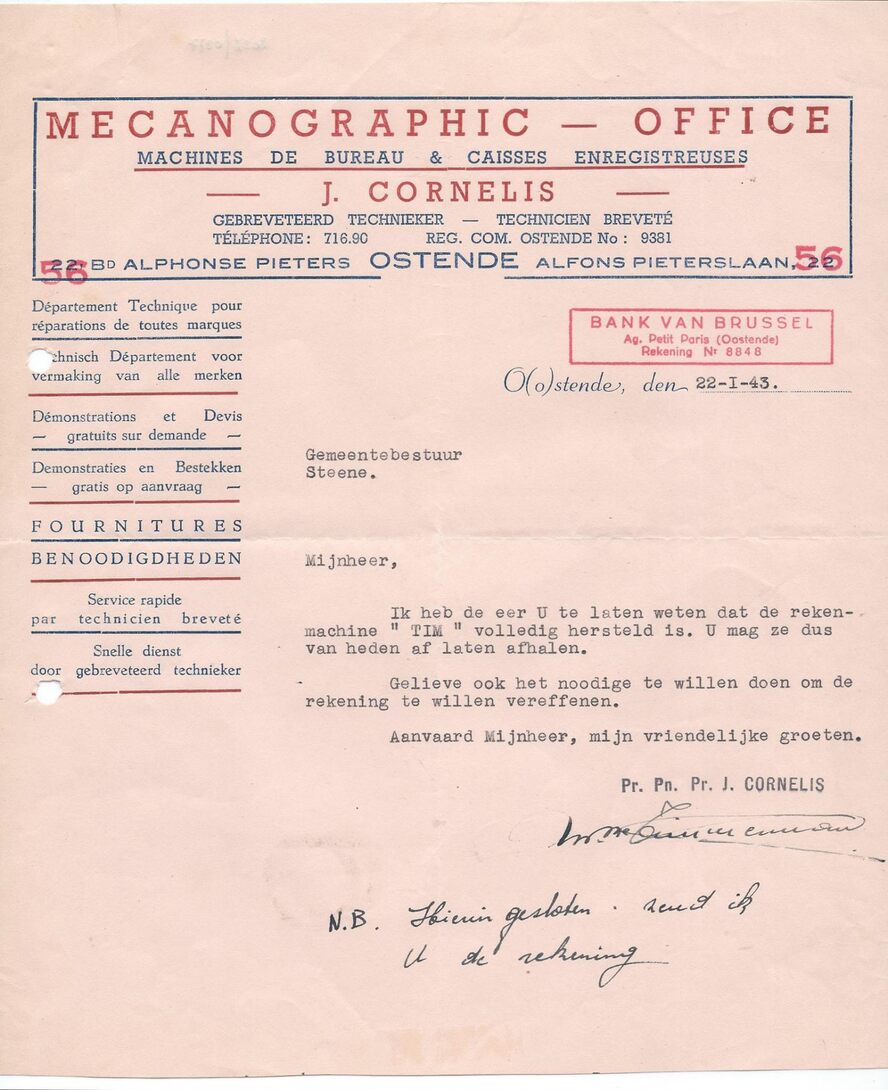 MECANOGRAPHIC — OFFICE
MACHINES DE BUREAU & CAISSES ENREGISTREUSES
— J. CORNELIS —
GEBREVETEERD TECHNIEKER — TECHNICIEN BREVETÉ
TÉLÉPHONE: 716.90 REG. COM. OSTENDE No: 9381
56 22, BD ALPHONSE PIETERS OSTENDE ALFONS PIETERSLAAN, 22 56
Département Technique pour
réparations de toutes marques
chnisch Département voor
vermaking van alle merken
Démonstrations et Devis
— gratuits sur demande —
Demonstraties en Bestekken
— gratis op aanvraag —
FOURNITURES
BENOODIGDHEDEN
Service rapide
par technicien breveté
Snelle dienst
door gebreveteerd technieker
BANK VAN BRUSSEL
Ag. Petit Paris (Oostende)
Rekening Nr 8848
O(o)stende, den 22-I-43.
Gemeentebestuur
Steene.
Mijnheer,
Ik heb de eer U te laten weten dat de reken-
machine " TIM " volledig hersteld is. U mag ze dus
van heden af laten afhalen.
Gelieve ook het noodige te willen doen om de
rekening te willen vereffenen.
Aanvaard Mijnheer, mijn vriendelijke groeten.
Pr. Pn. Pr. J. CORNELIS
N.B. Hierin gesloten. zend ik
U de rekening